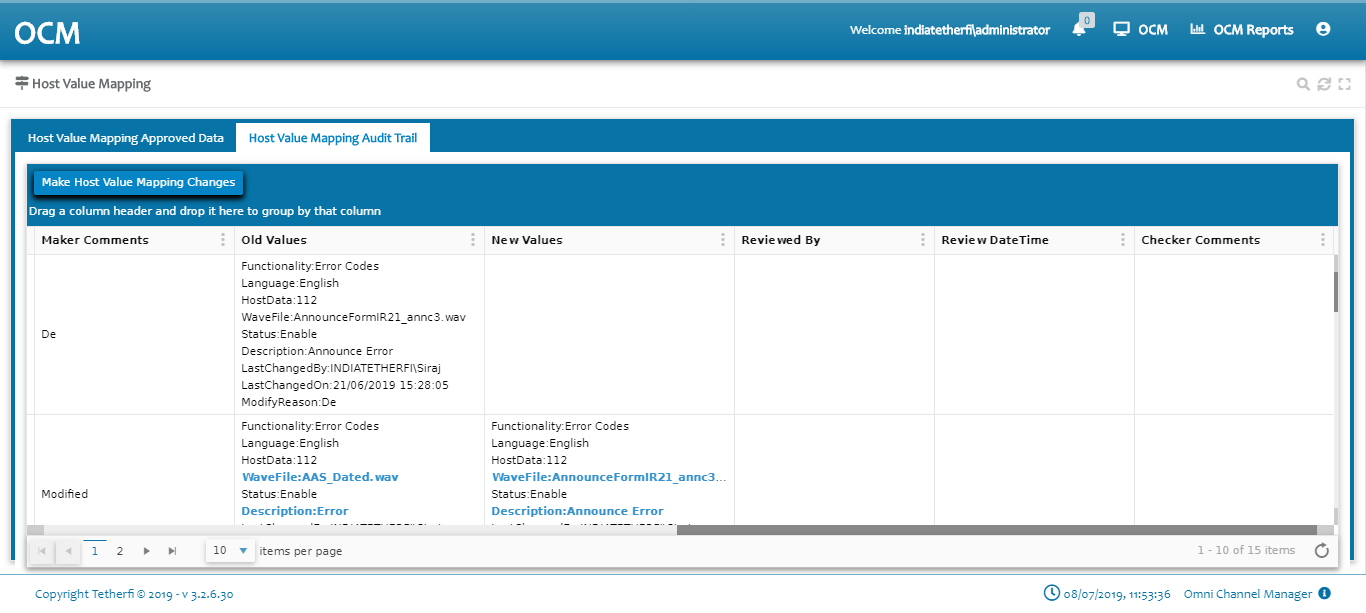 OCM
Welcome indiatetherfi\administrator
0
OCM
OCM Reports
Host Value Mapping
Host Value Mapping Approved Data
Host Value Mapping Audit Trail
Make Host Value Mapping Changes
Drag a column header and drop it here to group by that column
Maker Comments
Old Values
New Values
Reviewed By
Review DateTime
Checker Comments
De
Functionality:Error Codes
Language:English
HostData:112
WaveFile:AnnounceFormIR21_annc3.wav
Status:Enable
Description:Announce Error
LastChangedBy:INDIATETHERFI\Siraj
LastChangedOn:21/06/2019 15:28:05
ModifyReason:De
Modified
Functionality:Error Codes
Language:English
HostData:112
WaveFile:AAS_Dated.wav
Status:Enable
Description:Error
Functionality:Error Codes
Language:English
HostData:112
WaveFile:AnnounceFormIR21_annc3...
Status:Enable
Description:Announce Error
1
2
10
items per page
1 - 10 of 15 items
Copyright Tetherfi © 2019 - v 3.2.6.30
08/07/2019, 11:53:36
Omni Channel Manager